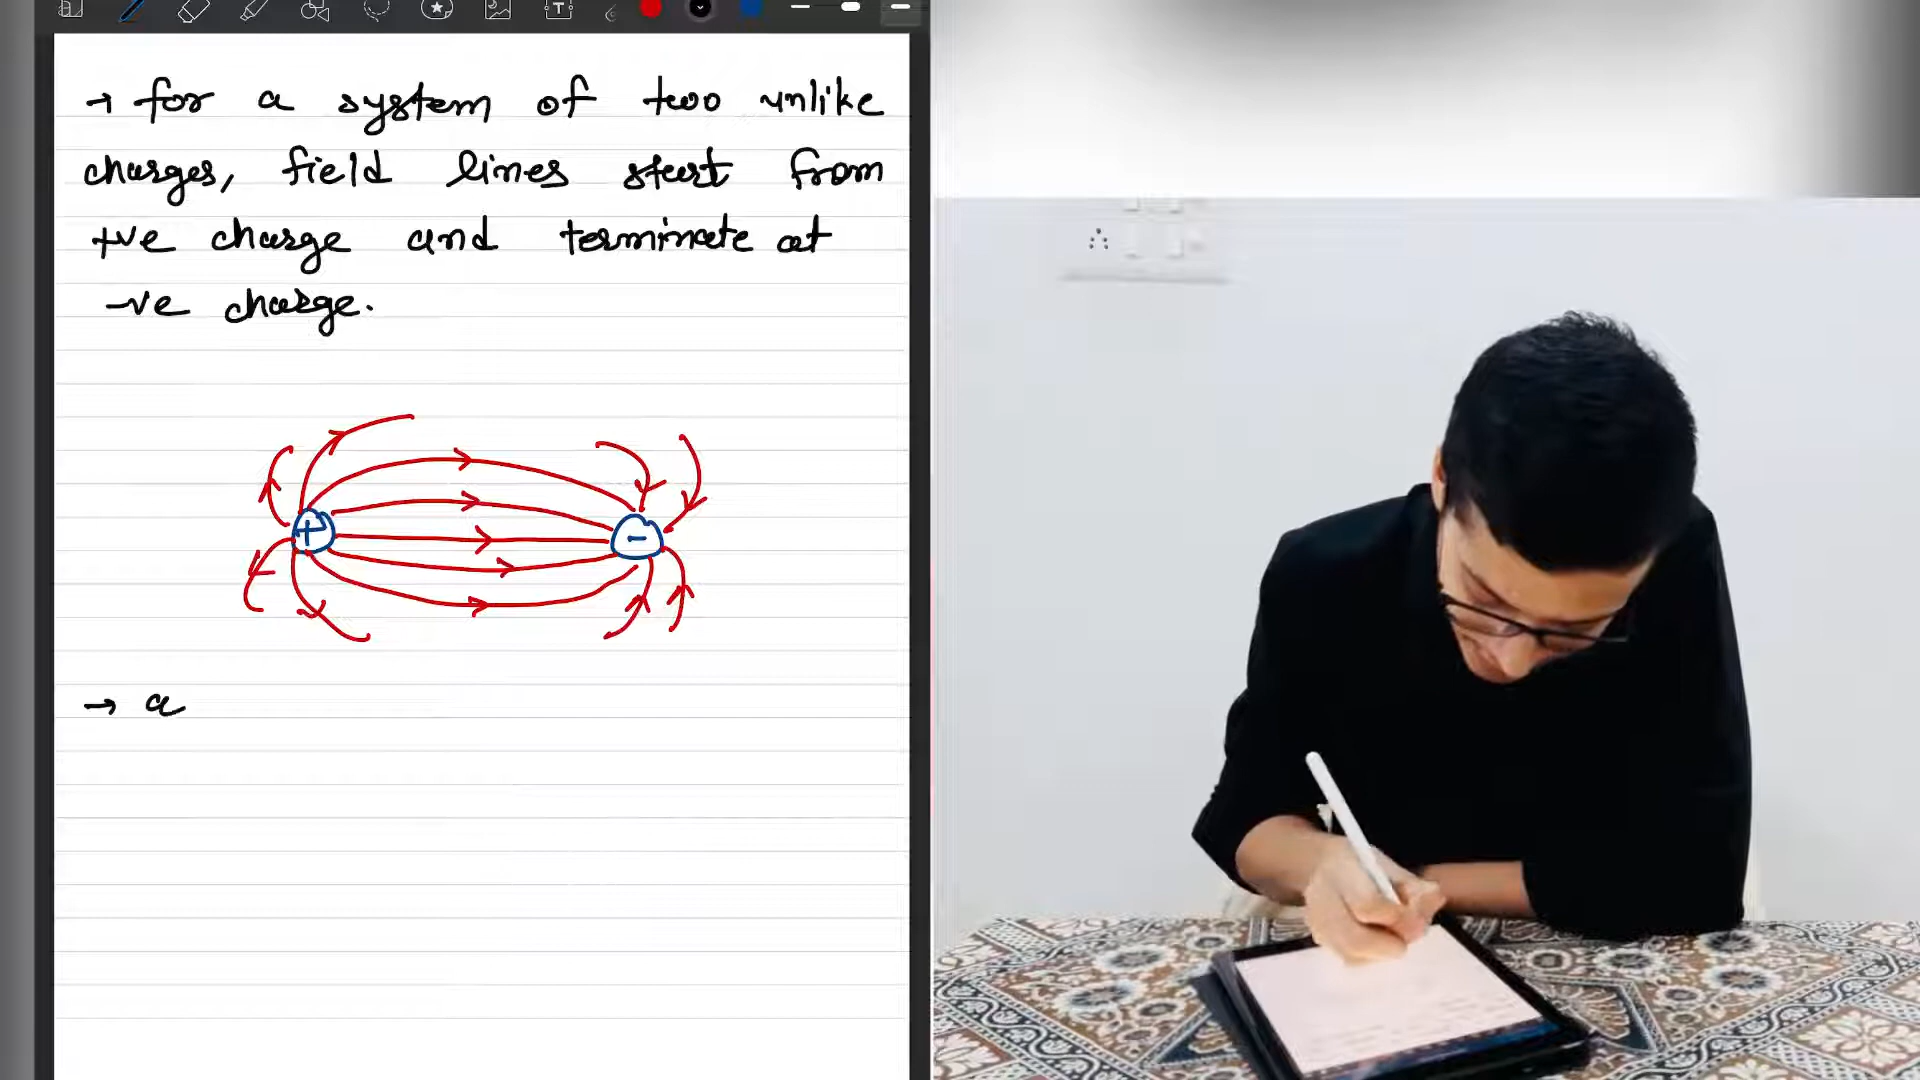 → for a system of two unlike
charges, field lines start from
+ve charge and terminate at
-ve charge.
+ -
→ a